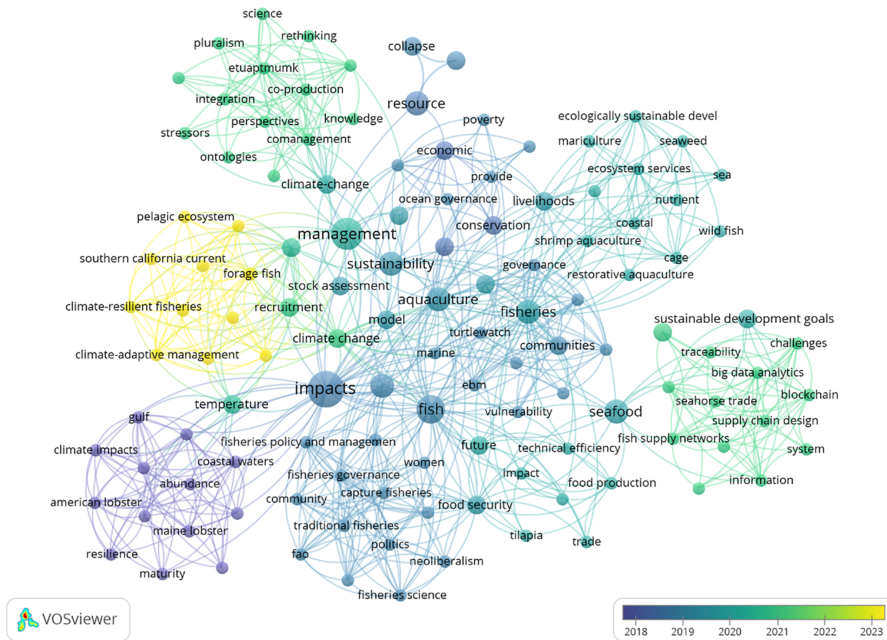 science
rethinking
pluralism
collapse
etuaptmumk
co-production
integration
resource
poverty
ecologically sustainable devel
perspectives
knowledge
stressors
comanagement
mariculture
seaweed
economic
ontologies
ecosystem services
sea
climate-change
provide
ocean governance
livelihoods
nutrient
pelagic ecosystem
conservation
coastal
wild fish
management
shrimp aquaculture
southern california current
sustainability
governance
cage
forage fish
restorative aquaculture
stock assessment
climate-resilient fisheries
recruitment
aquaculture
fisheries
model
sustainable development goals
turtlewatch
climate change
communities
challenges
climate-adaptive management
marine
traceability
big data analytics
impacts
ebm
blockchain
temperature
fish
vulnerability
seafood
seahorse trade
gulf
supply chain design
fisheries policy and managemen
fish supply networks
climate impacts
future
technical efficiency
system
coastal waters
women
fisheries governance
impact
information
abundance
capture fisheries
food production
american lobster
community
food security
maine lobster
traditional fisheries
tilapia
trade
resilience
fao
politics
neoliberalism
maturity
fisheries science
VOSviewer
2018 2019 2020 2021 2022 2023